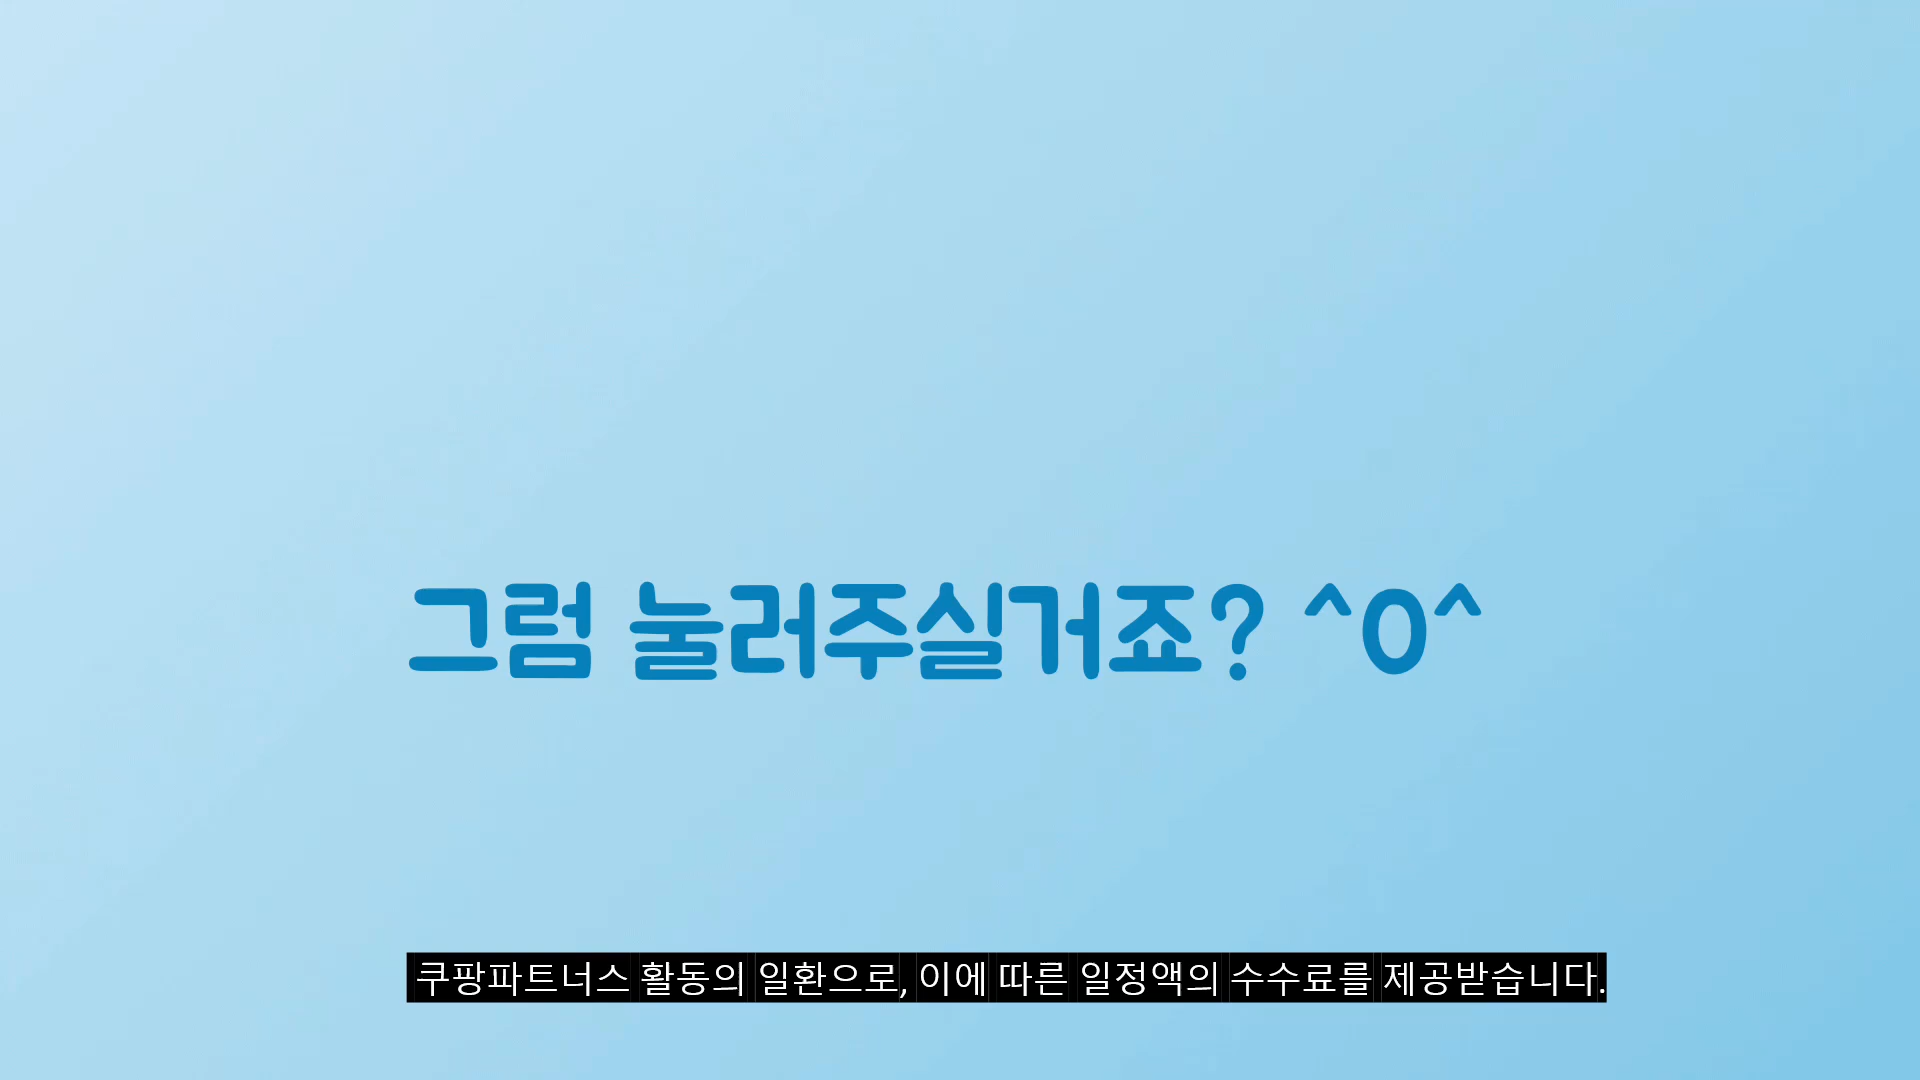 그럼 눌러주실거죠? ^0^
쿠팡파트너스 활동의 일환으로, 이에 따른 일정액의 수수료를 제공받습니다.